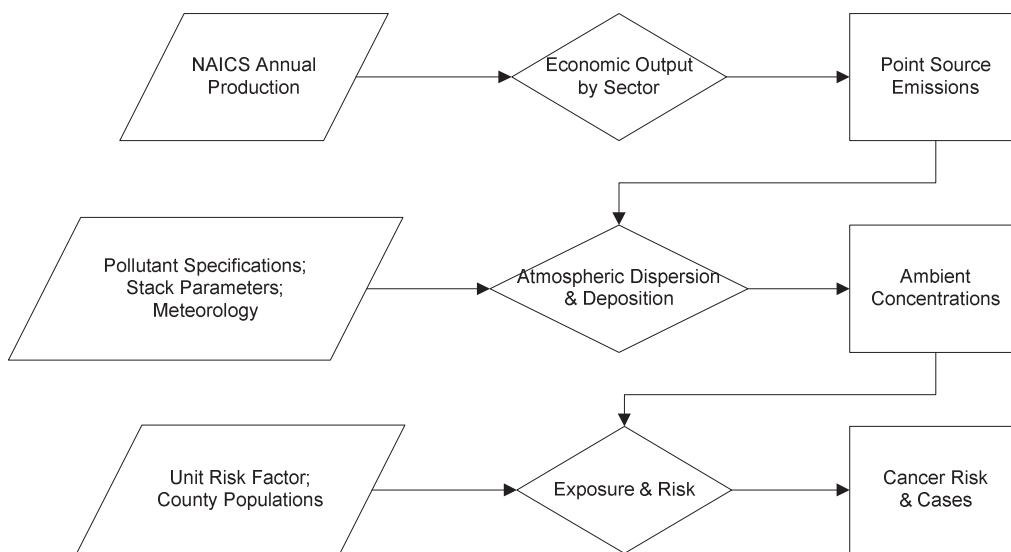 NAICS Annual
Production
Economic Output
by Sector
Point Source
Emissions
Pollutant Specifications;
Stack Parameters;
Meteorology
Atmospheric Dispersion
& Deposition
Ambient
Concentrations
Unit Risk Factor;
County Populations
Exposure & Risk
Cancer Risk
& Cases